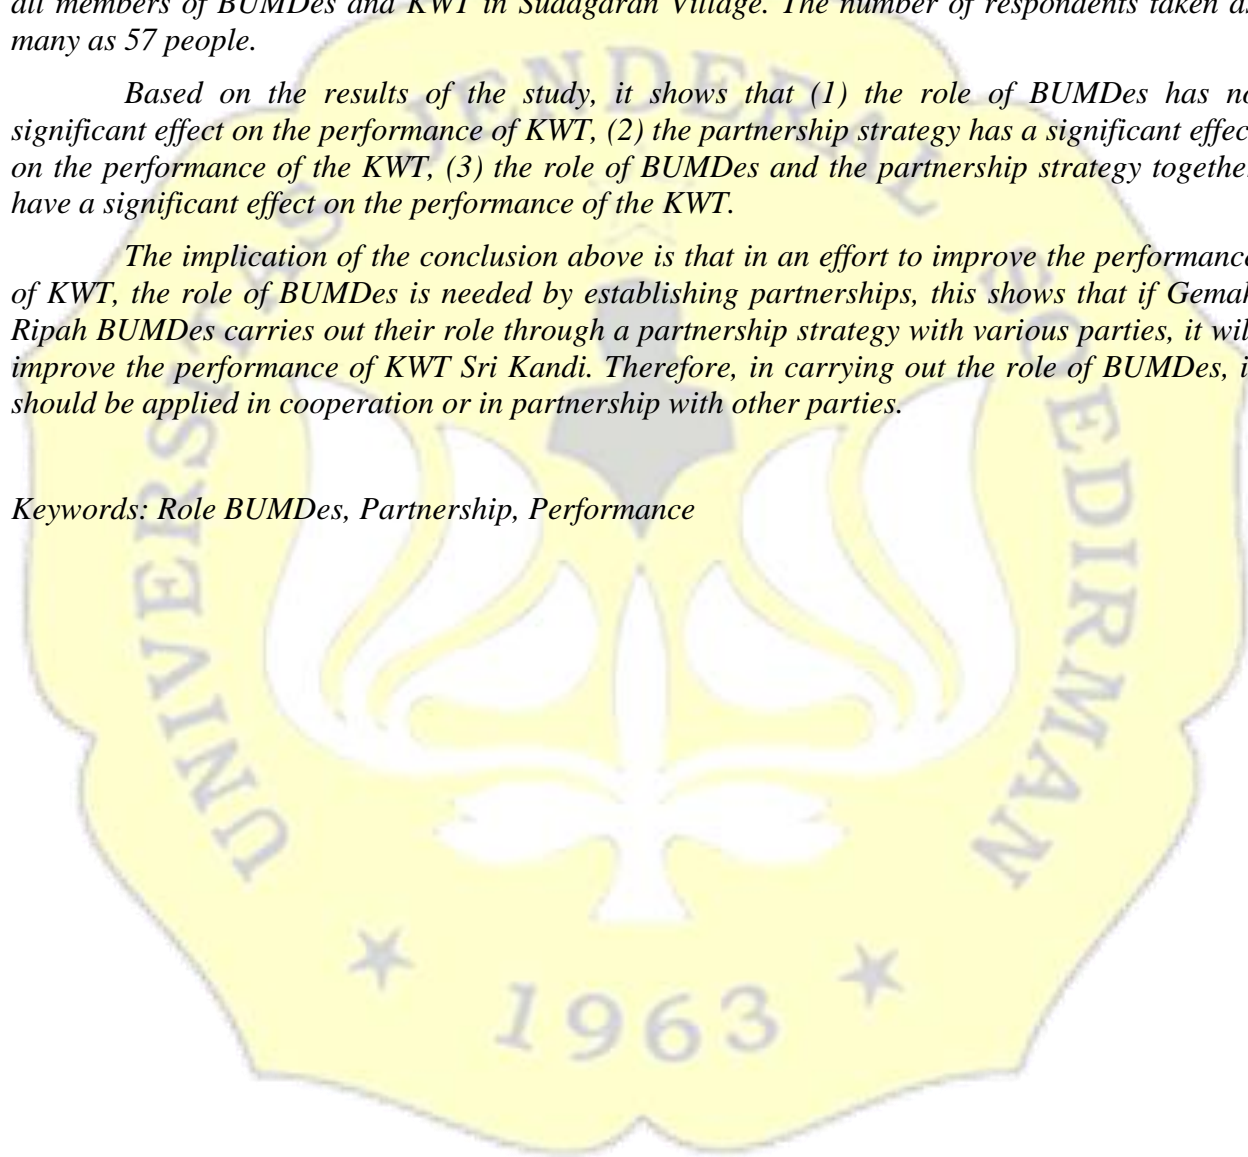 all members of BUMDes and KWT in Sudagaran Village. The number of respondents taken as
many as 57 people.
Based on the results of the study, it shows that (1) the role of BUMDes has no
significant effect on the performance of KWT, (2) the partnership strategy has a significant effect
on the performance of the KWT, (3) the role of BUMDes and the partnership strategy together
have a significant effect on the performance of the KWT.
The implication of the conclusion above is that in an effort to improve the performance
of KWT, the role of BUMDes is needed by establishing partnerships, this shows that if Gemah
Ripah BUMDes carries out their role through a partnership strategy with various parties, it will
improve the performance of KWT Sri Kandi. Therefore, in carrying out the role of BUMDes, it
should be applied in cooperation or in partnership with other parties.
Keywords: Role BUMDes, Partnership, Performance
UNIVERSITAS JENDERAL SOEDIRMAN
1963